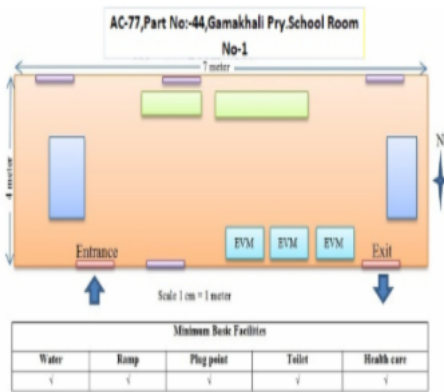 AC-77,Part No:-44,Gamakhali Pry.School Room
No-1
7 meter
4 meter
N
EVM EVM EVM
Entrance
Exit
Scale 1 cm = 1 meter
Minimum Basic Facilities
Water Ramp Plug point Toilet Health care
√ √ √ √ √